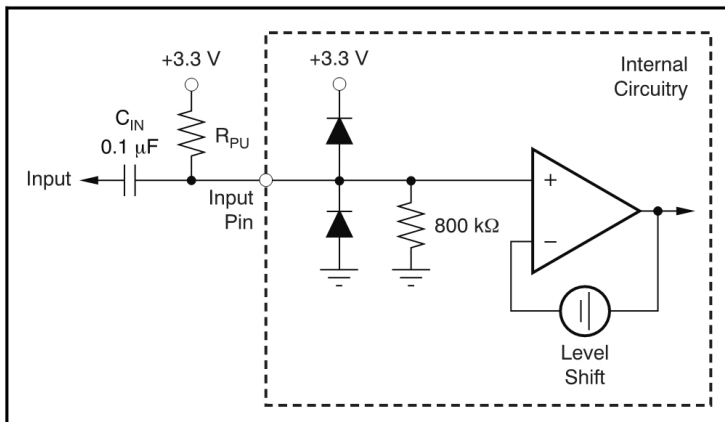 +3.3 V
+3.3 V
Internal
Circuitry
C_IN
0.1 μF
R_PU
Input
Input
Pin
+
−
800 kΩ
Level
Shift